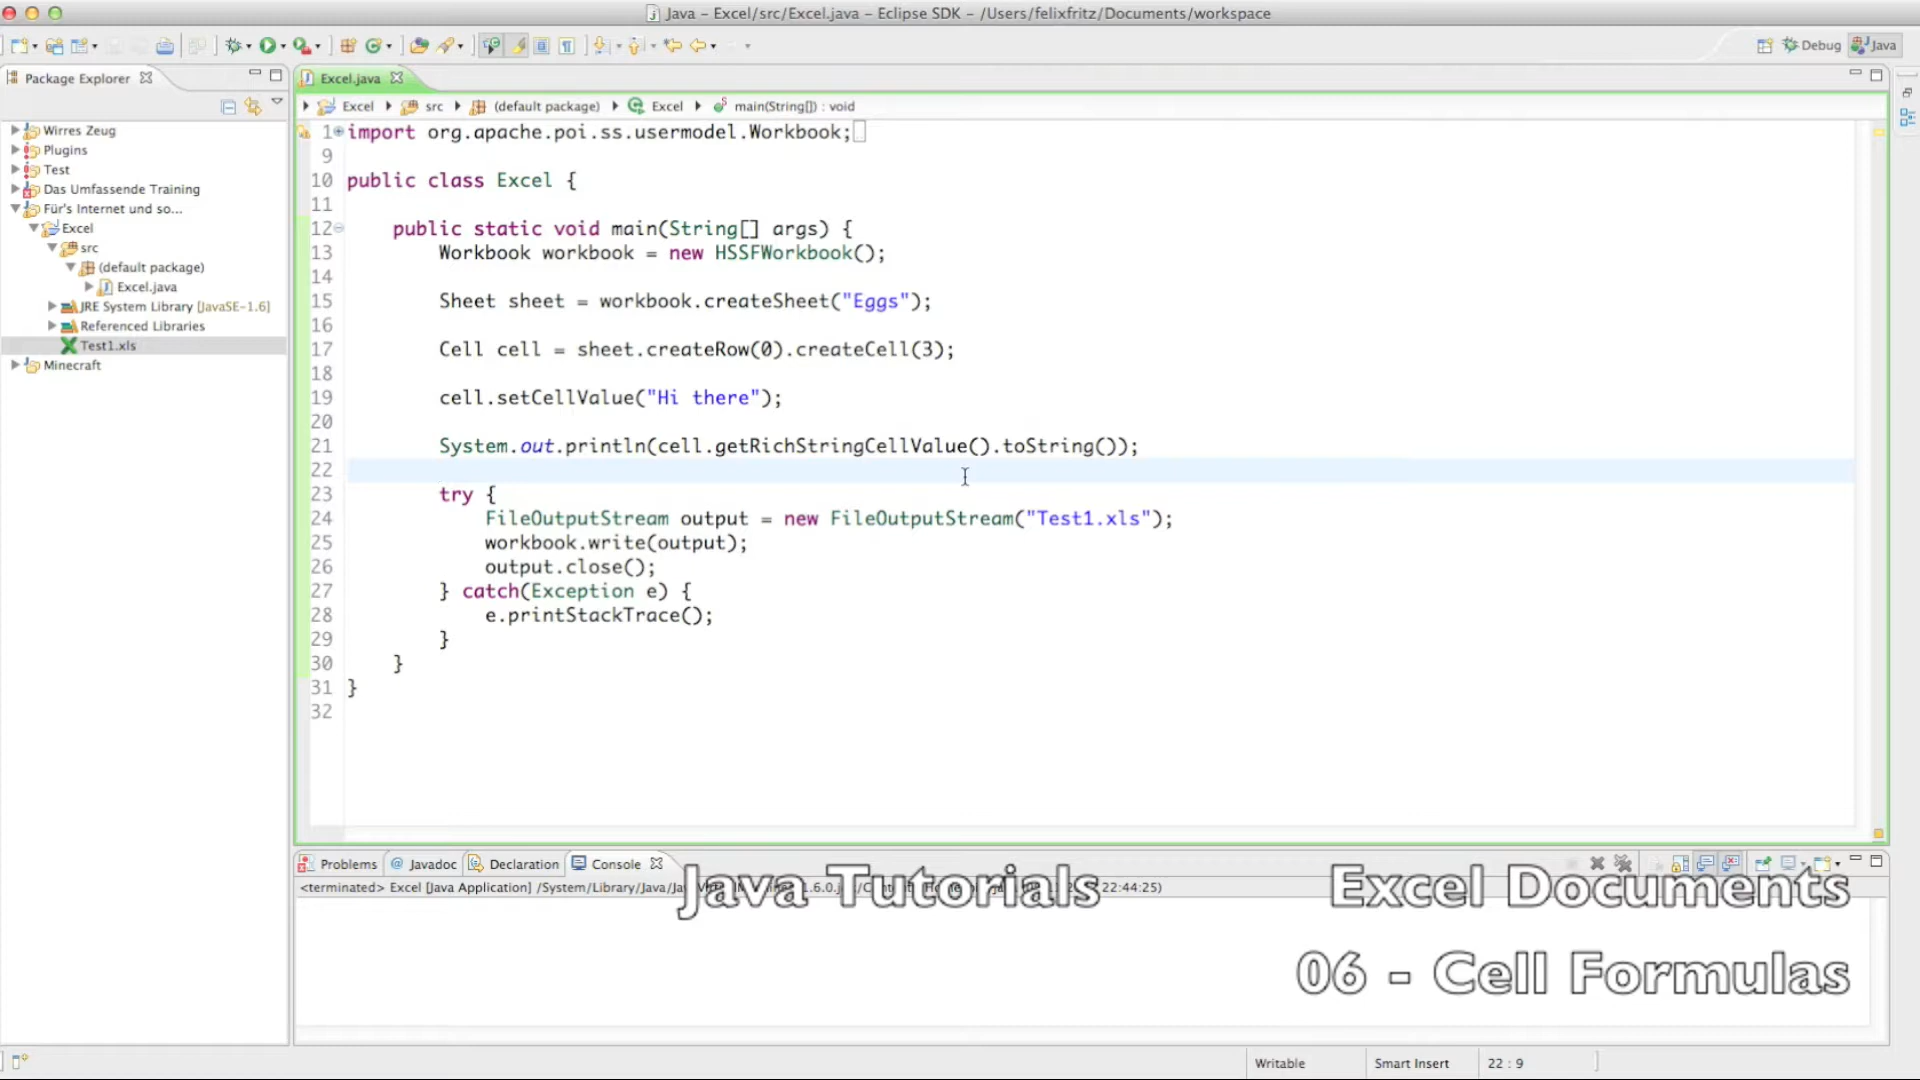 Java – Excel/src/Excel.java – Eclipse SDK – /Users/felixfritz/Documents/workspace
Debug Java
Package Explorer
Excel.java
Excel src (default package) Excel main(String[]) : void
Wirres Zeug
Plugins
Test
Das Umfassende Training
Für's Internet und so...
Excel
src
(default package)
Excel.java
JRE System Library [JavaSE-1.6]
Referenced Libraries
Test1.xls
Minecraft
1 import org.apache.poi.ss.usermodel.Workbook;
9
10 public class Excel {
11
12 public static void main(String[] args) {
13 Workbook workbook = new HSSFWorkbook();
14
15 Sheet sheet = workbook.createSheet("Eggs");
16
17 Cell cell = sheet.createRow(0).createCell(3);
18
19 cell.setCellValue("Hi there");
20
21 System.out.println(cell.getRichStringCellValue().toString());
22
23 try {
24 FileOutputStream output = new FileOutputStream("Test1.xls");
25 workbook.write(output);
26 output.close();
27 } catch(Exception e) {
28 e.printStackTrace();
29 }
30 }
31 }
32
Problems Javadoc Declaration Console
<terminated> Excel [Java Application] /System/Library/Java/ 22:44:25)
Java Tutorials
Excel Documents
06 - Cell Formulas
Writable Smart Insert 22 : 9